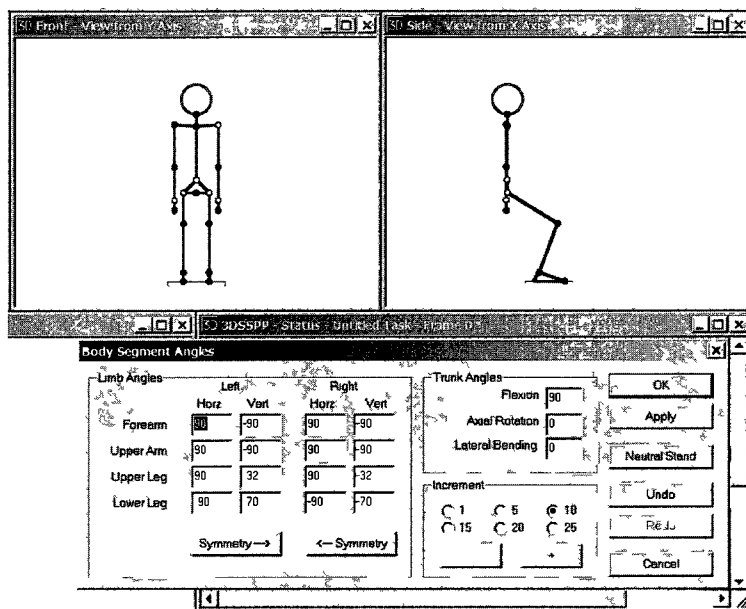 SD Front - View from Y Axis
SD Side - View from X Axis
3DSSPP - Status - Untitled Task - Frame 0
Body Segment Angles
Limb Angles
Left Right
Horz Vert Horz Vert
Forearm 90 -90 90 -90
Upper Arm 90 -90 90 -90
Upper Leg 90 32 90 -32
Lower Leg 90 70 -90 -70
Symmetry→ ←Symmetry
Trunk Angles
Flexion 90
Axial Rotation 0
Lateral Bending 0
Increment
1 5 10
15 20 25
+
OK
Apply
Neutral Stand
Undo
Redo
Cancel